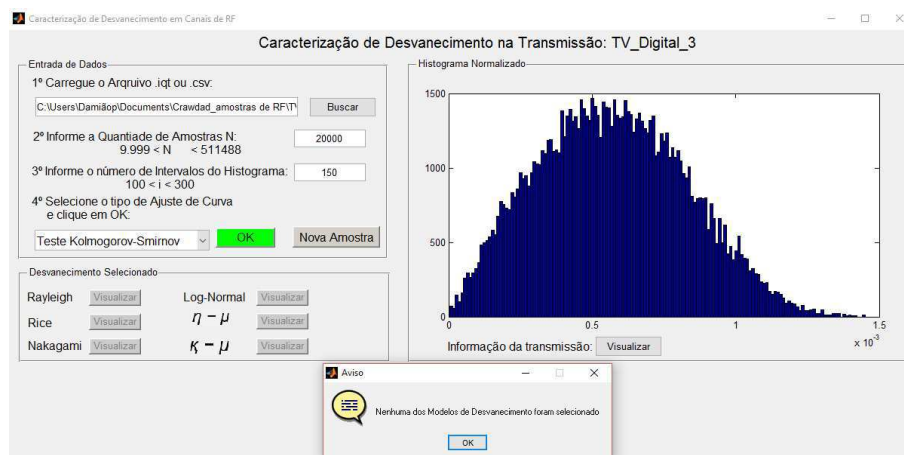 Caracterização de Desvanecimento em Canais de RF
Caracterização de Desvanecimento na Transmissão: TV_Digital_3
Entrada de Dados
1º Carregue o Arqruivo .iqt ou .csv:
C:\Users\Damiãop\Documents\Crawdad_amostras de RF\T\
Buscar
2º Informe a Quantiade de Amostras N:
9.999 < N < 511488
20000
3º Informe o número de Intervalos do Histograma:
100 < i < 300
150
4º Selecione o tipo de Ajuste de Curva
e clique em OK:
Teste Kolmogorov-Smirnov
OK
Nova Amostra
Desvanecimento Selecionado
Rayleigh Visualizar Log-Normal Visualizar
Rice Visualizar η − μ Visualizar
Nakagami Visualizar κ − μ Visualizar
Histograma Normalizado
1500
1000
500
0
0 0.5 1 1.5
x 10⁻³
Informação da transmissão: Visualizar
Aviso
Nenhuma dos Modelos de Desvanecimento foram selecionado
OK